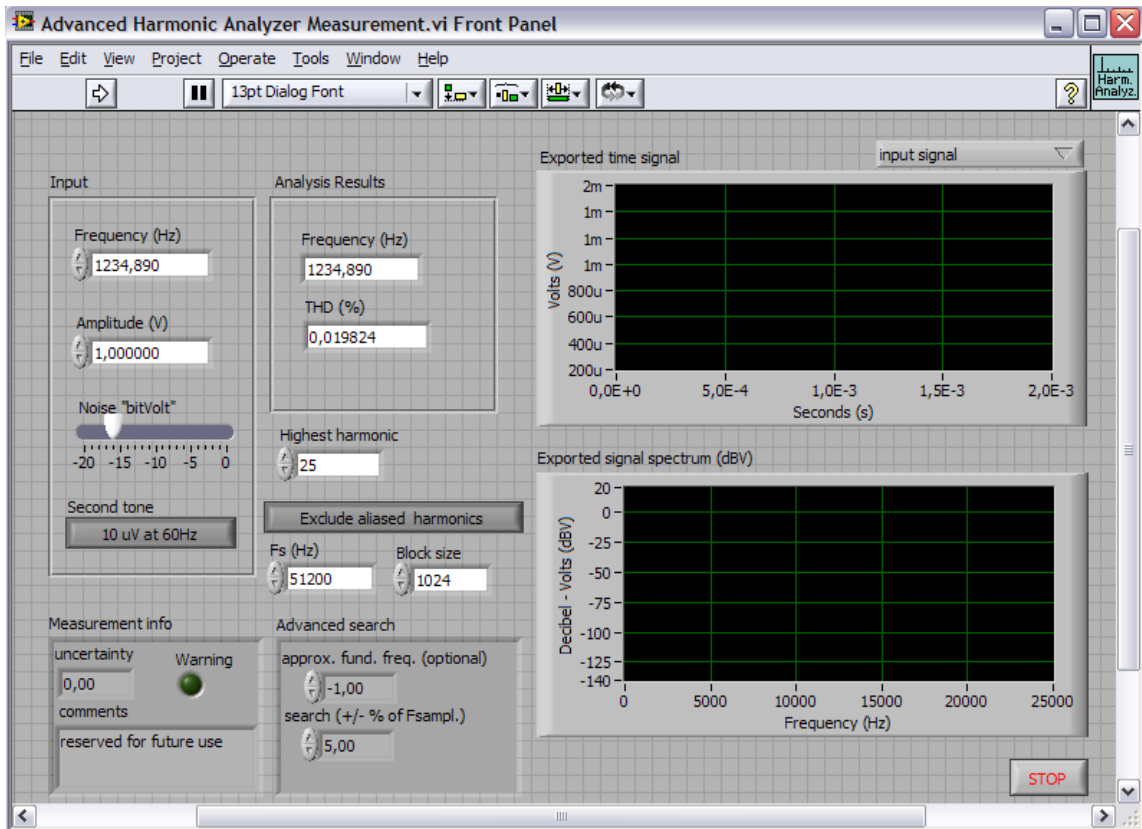 Advanced Harmonic Analyzer Measurement.vi Front Panel
File Edit View Project Operate Tools Window Help
13pt Dialog Font
?
Harm.
Analyz.
Input
Frequency (Hz)
1234,890
Amplitude (V)
1,000000
Noise "bitVolt"
-20 -15 -10 -5 0
Second tone
10 uV at 60Hz
Analysis Results
Frequency (Hz)
1234,890
THD (%)
0,019824
Highest harmonic
25
Exclude aliased harmonics
Fs (Hz)
51200
Block size
1024
Measurement info
uncertainty
0,00
Warning
comments
reserved for future use
Advanced search
approx. fund. freq. (optional)
-1,00
search (+/- % of Fsampl.)
5,00
Exported time signal
input signal
Volts (V)
2m
1m
1m
1m
800u
600u
400u
200u
0,0E+0 5,0E-4 1,0E-3 1,5E-3 2,0E-3
Seconds (s)
Exported signal spectrum (dBV)
Decibel - Volts (dBV)
20
0
-25
-50
-75
-100
-125
-140
0 5000 10000 15000 20000 25000
Frequency (Hz)
STOP